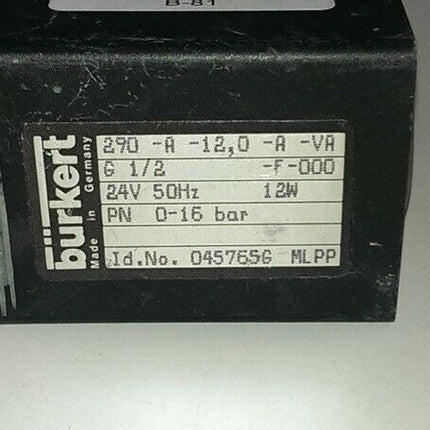 B-81
bürkert
Made in Germany
290 -A -12,0 -A -VA
G 1/2 -F-000
24V 50Hz 12W
PN 0-16 bar
Id.No. 045765G MLPP